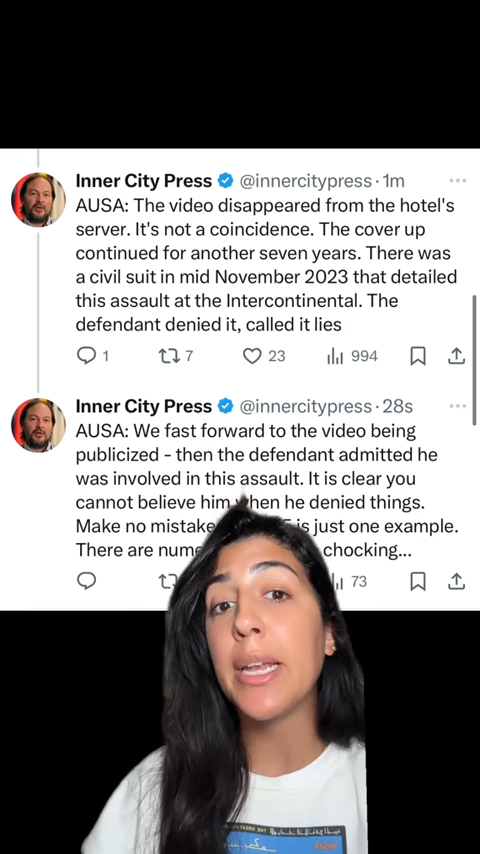 Inner City Press @innercitypress · 1m
AUSA: The video disappeared from the hotel's
server. It's not a coincidence. The cover up
continued for another seven years. There was
a civil suit in mid November 2023 that detailed
this assault at the Intercontinental. The
defendant denied it, called it lies
1 7 23 994
Inner City Press @innercitypress · 28s
AUSA: We fast forward to the video being
publicized - then the defendant admitted he
was involved in this assault. It is clear you
cannot believe him when he denied things.
Make no mistake is just one example.
There are chocking...
73